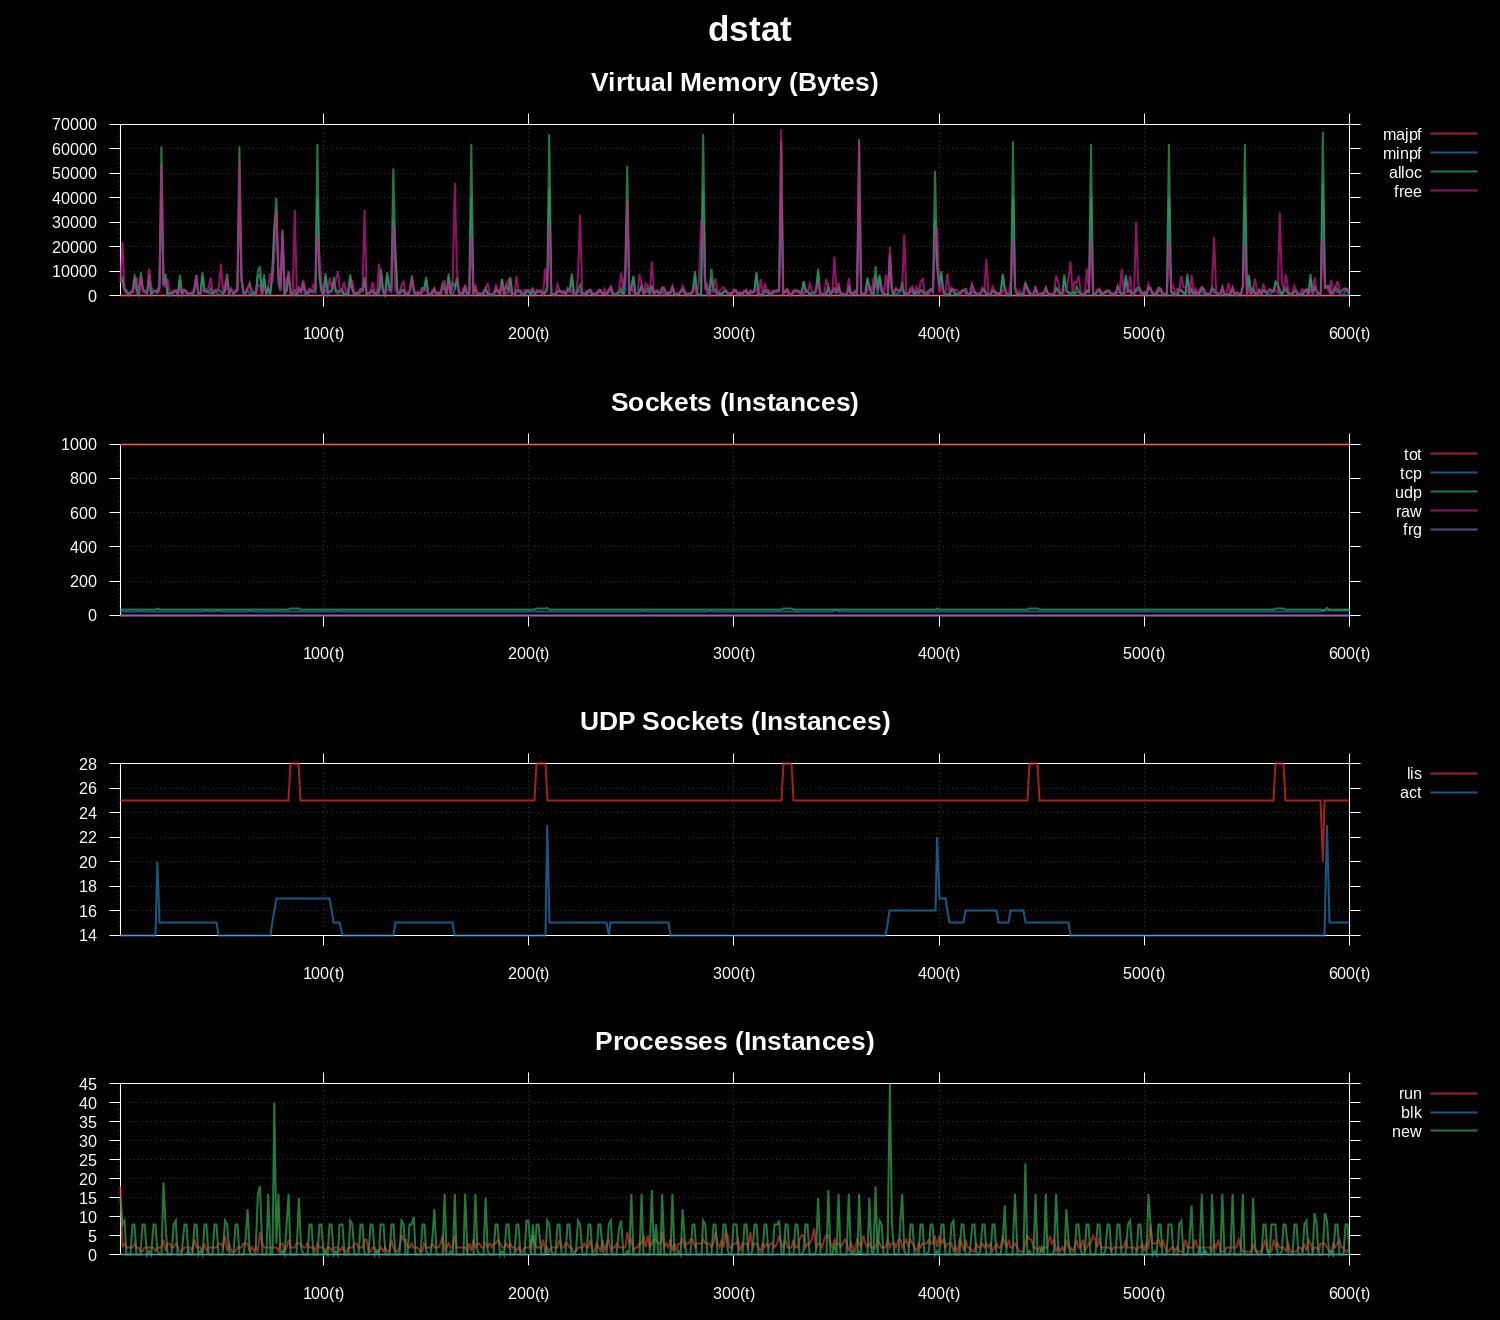 dstat
Virtual Memory (Bytes)
70000
60000
50000
40000
30000
20000
10000
0
100(t) 200(t) 300(t) 400(t) 500(t) 600(t)
majpf
minpf
alloc
free
Sockets (Instances)
1000
800
600
400
200
0
100(t) 200(t) 300(t) 400(t) 500(t) 600(t)
tot
tcp
udp
raw
frg
UDP Sockets (Instances)
28
26
24
22
20
18
16
14
100(t) 200(t) 300(t) 400(t) 500(t) 600(t)
lis
act
Processes (Instances)
45
40
35
30
25
20
15
10
5
0
100(t) 200(t) 300(t) 400(t) 500(t) 600(t)
run
blk
new